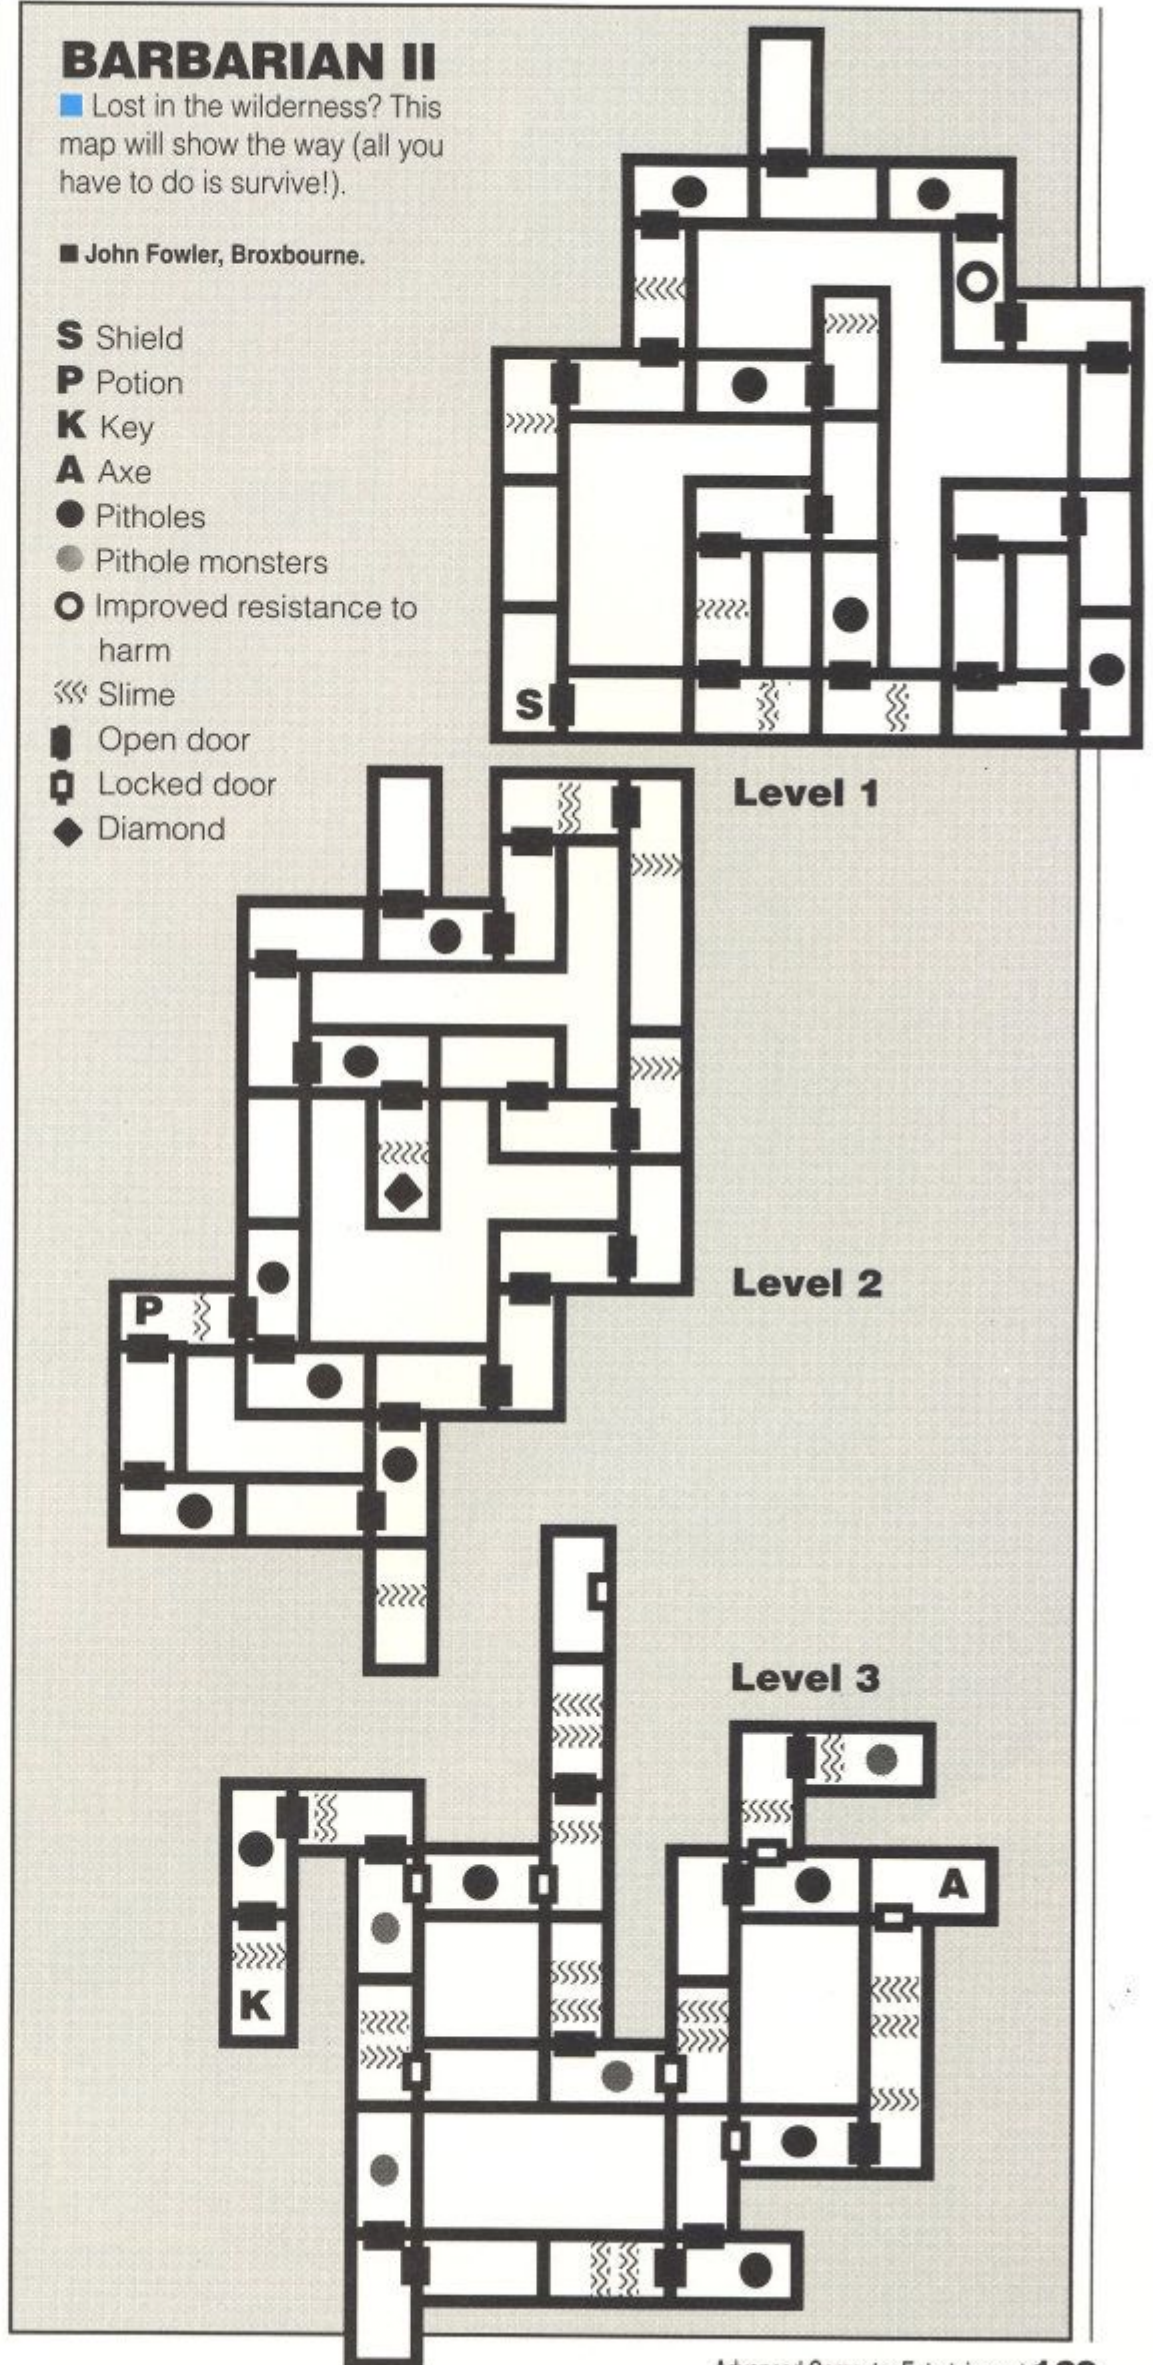 BARBARIAN II
Lost in the wilderness? This
map will show the way (all you
have to do is survive!).
John Fowler, Broxbourne.
S Shield
P Potion
K Key
A Axe
Pitholes
Pithole monsters
Improved resistance to
harm
Slime
Open door
Locked door
Diamond
S
Level 1
Level 2
P
Level 3
A
K